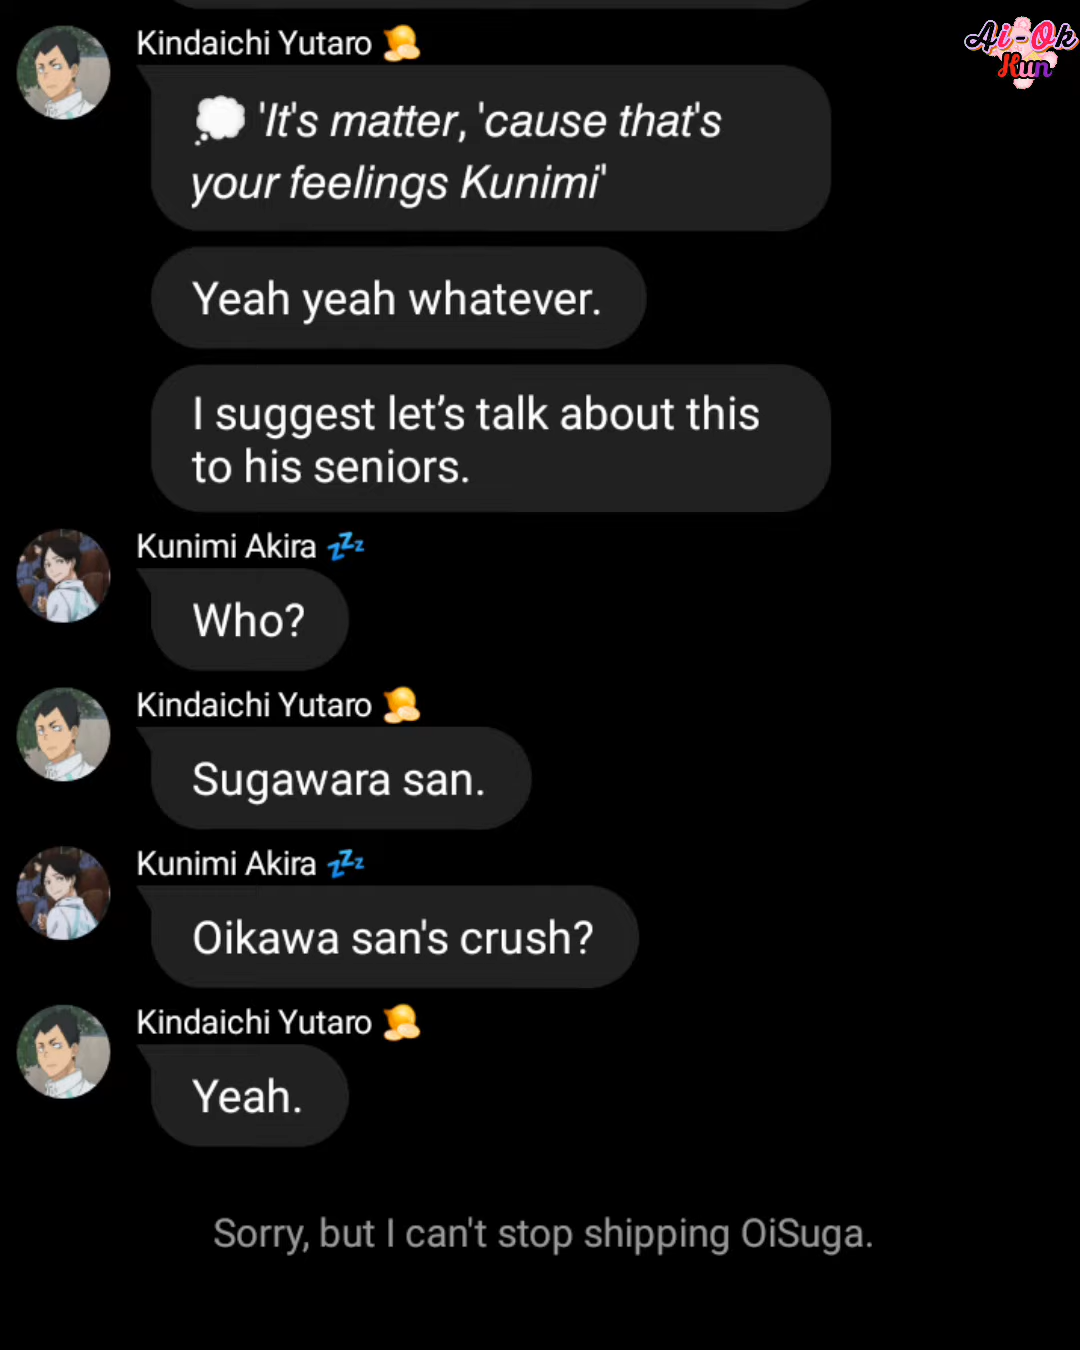 Kindaichi Yutaro
Ai-Ok
Kun
'It's matter, 'cause that's
your feelings Kunimi'
Yeah yeah whatever.
I suggest let’s talk about this
to his seniors.
Kunimi Akira 💤
Who?
Kindaichi Yutaro
Sugawara san.
Kunimi Akira 💤
Oikawa san's crush?
Kindaichi Yutaro
Yeah.
Sorry, but I can't stop shipping OiSuga.